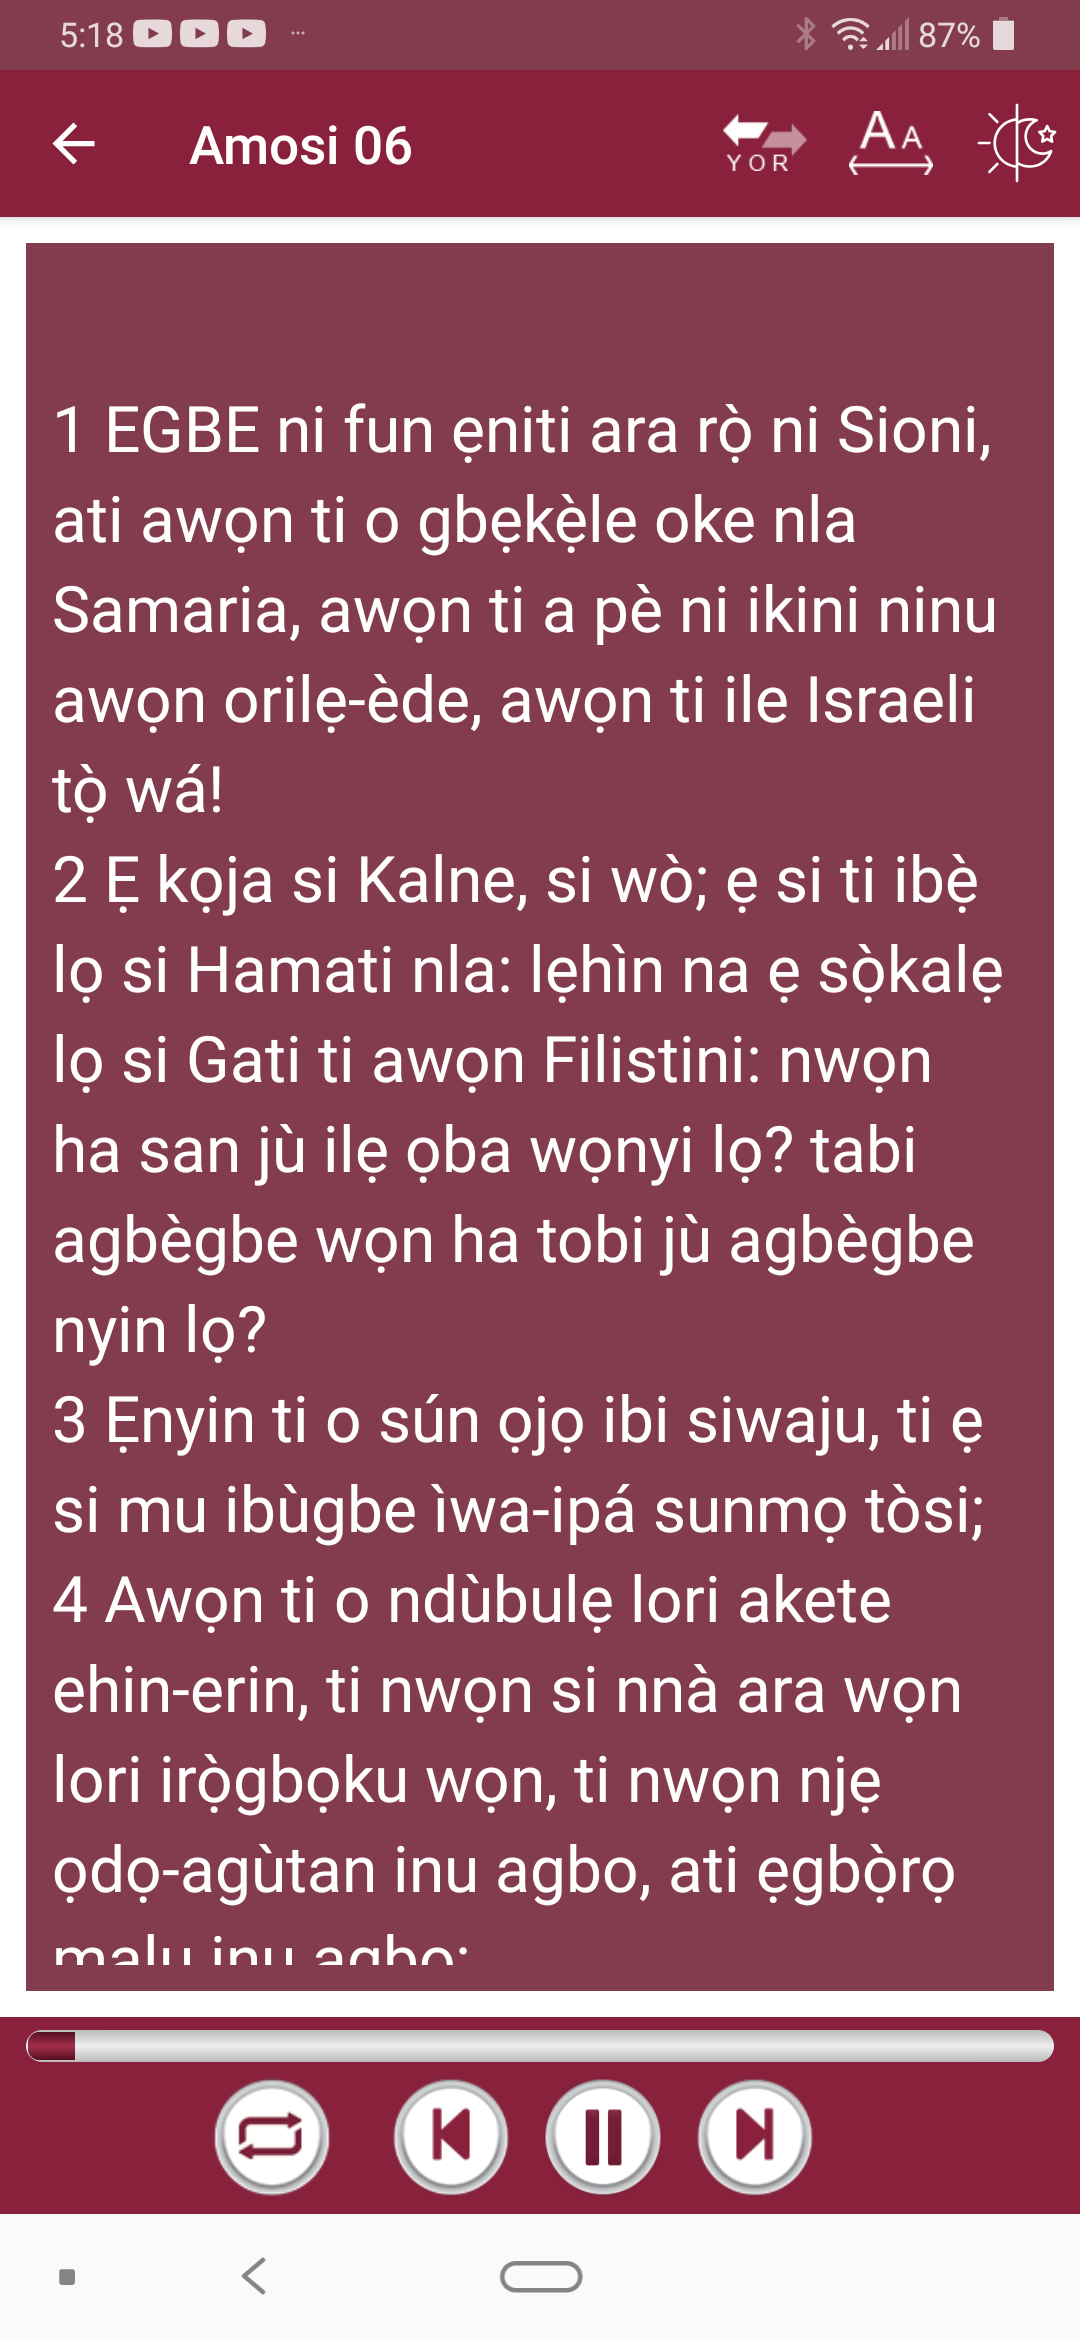 5:18 ... 87%
Amosi 06
YOR
AA
1 EGBE ni fun ẹniti ara rọ̀ ni Sioni,
ati awọn ti o gbẹkẹ̀le oke nla
Samaria, awọn ti a pè ni ikini ninu
awọn orilẹ-ède, awọn ti ile Israeli
tọ̀ wá!
2 Ẹ kọja si Kalne, si wò; ẹ si ti ibẹ̀
lọ si Hamati nla: lẹhìn na ẹ sọ̀kalẹ
lọ si Gati ti awọn Filistini: nwọn
ha san jù ilẹ ọba wọnyi lọ? tabi
agbègbe wọn ha tobi jù agbègbe
nyin lọ?
3 Ẹnyin ti o sún ọjọ ibi siwaju, ti ẹ
si mu ibùgbe ìwa-ipá sunmọ tòsi;
4 Awọn ti o ndùbulẹ lori akete
ehin-erin, ti nwọn si nnà ara wọn
lori irọ̀gbọku wọn, ti nwọn njẹ
ọdọ-agùtan inu agbo, ati ẹgbọ̀rọ
malu inu agbo: